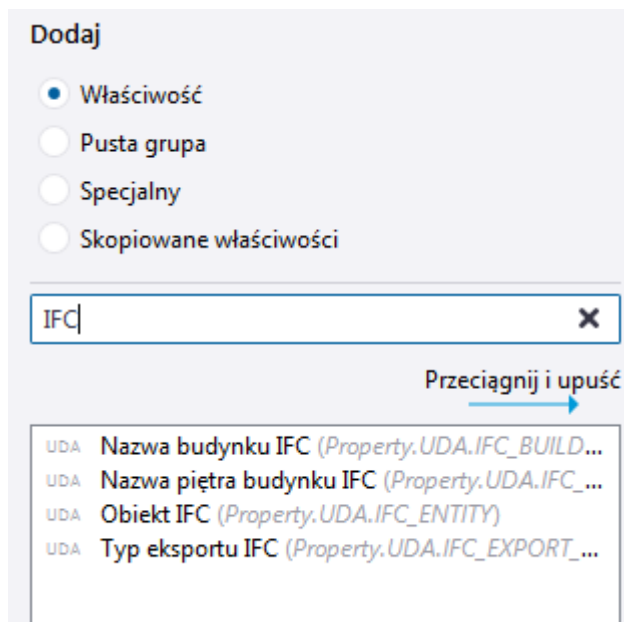 Dodaj
Właściwość
Pusta grupa
Specjalny
Skopiowane właściwości
IFC
Przeciągnij i upuść
UDA Nazwa budynku IFC (Property.UDA.IFC_BUILD...
UDA Nazwa piętra budynku IFC (Property.UDA.IFC_...
UDA Obiekt IFC (Property.UDA.IFC_ENTITY)
UDA Typ eksportu IFC (Property.UDA.IFC_EXPORT_...